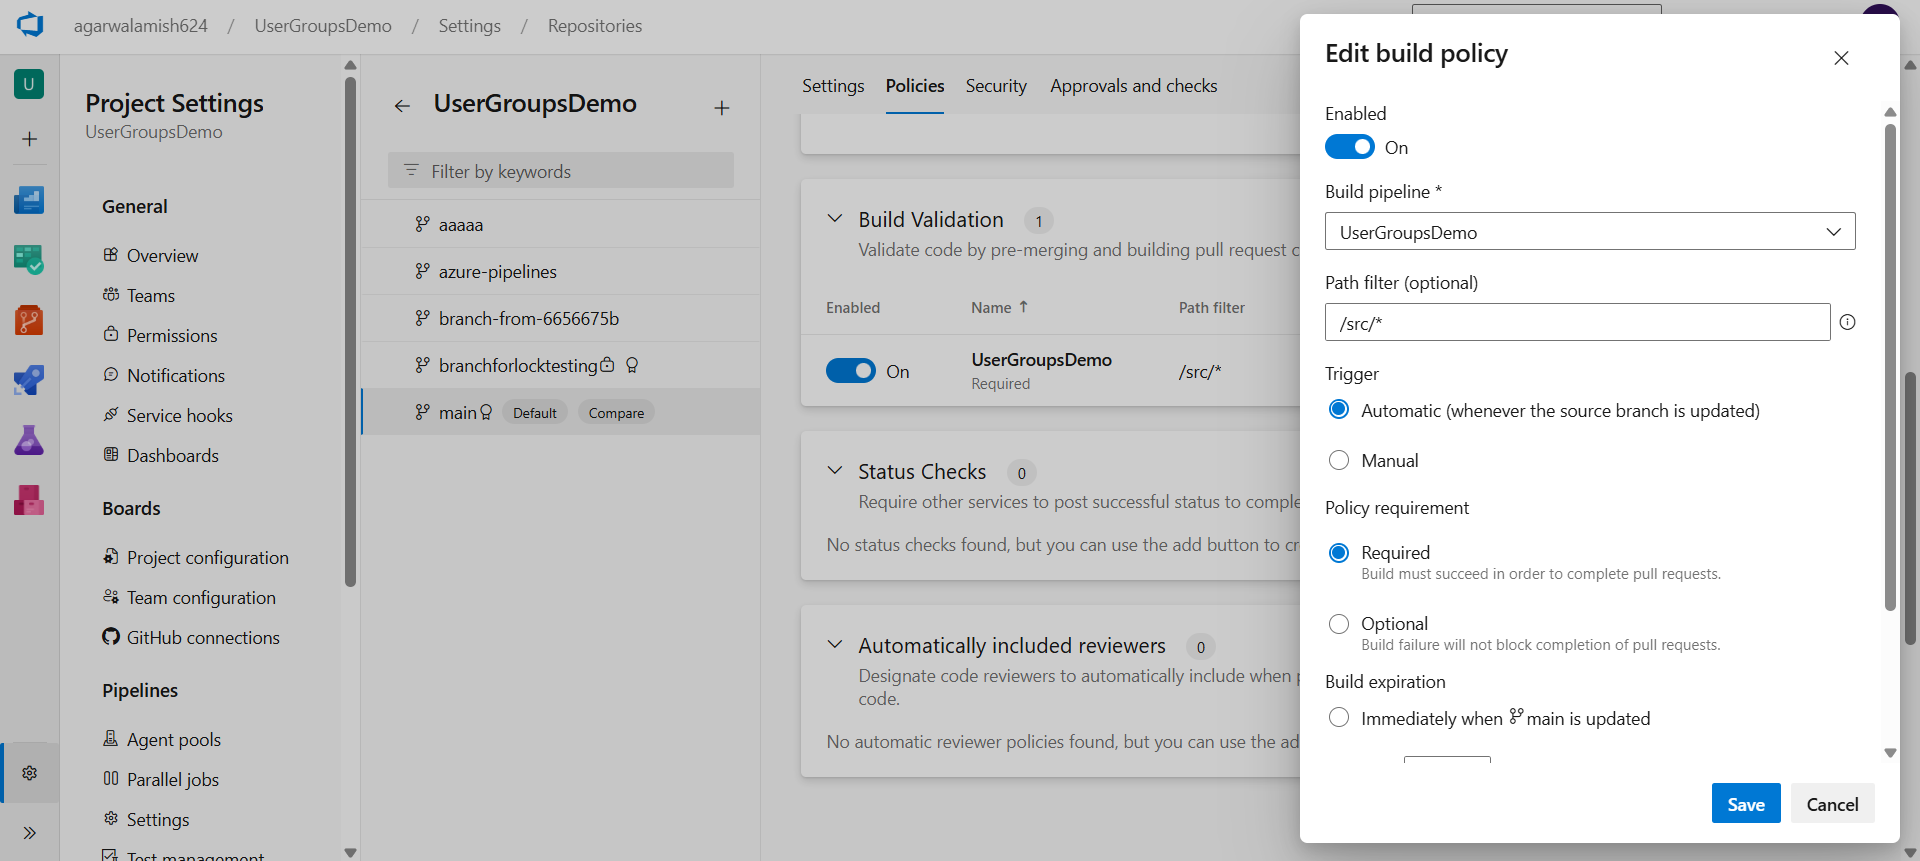 agarwalamish624 / UserGroupsDemo / Settings / Repositories
U
Project Settings
UserGroupsDemo
General
Overview
Teams
Permissions
Notifications
Service hooks
Dashboards
Boards
Project configuration
Team configuration
GitHub connections
Pipelines
Agent pools
Parallel jobs
Settings
Test management
UserGroupsDemo
Filter by keywords
aaaaa
azure-pipelines
branch-from-6656675b
branchforlocktesting
main Default Compare
Settings Policies Security Approvals and checks
Build Validation 1
Validate code by pre-merging and building pull request c
Enabled Name ↑ Path filter
On UserGroupsDemo /src/*
Required
Status Checks 0
Require other services to post successful status to comple
No status checks found, but you can use the add button to cr
Automatically included reviewers 0
Designate code reviewers to automatically include when p
code.
No automatic reviewer policies found, but you can use the ad
Edit build policy
Enabled
On
Build pipeline *
UserGroupsDemo
Path filter (optional)
/src/*
Trigger
Automatic (whenever the source branch is updated)
Manual
Policy requirement
Required
Build must succeed in order to complete pull requests.
Optional
Build failure will not block completion of pull requests.
Build expiration
Immediately when main is updated
Save Cancel